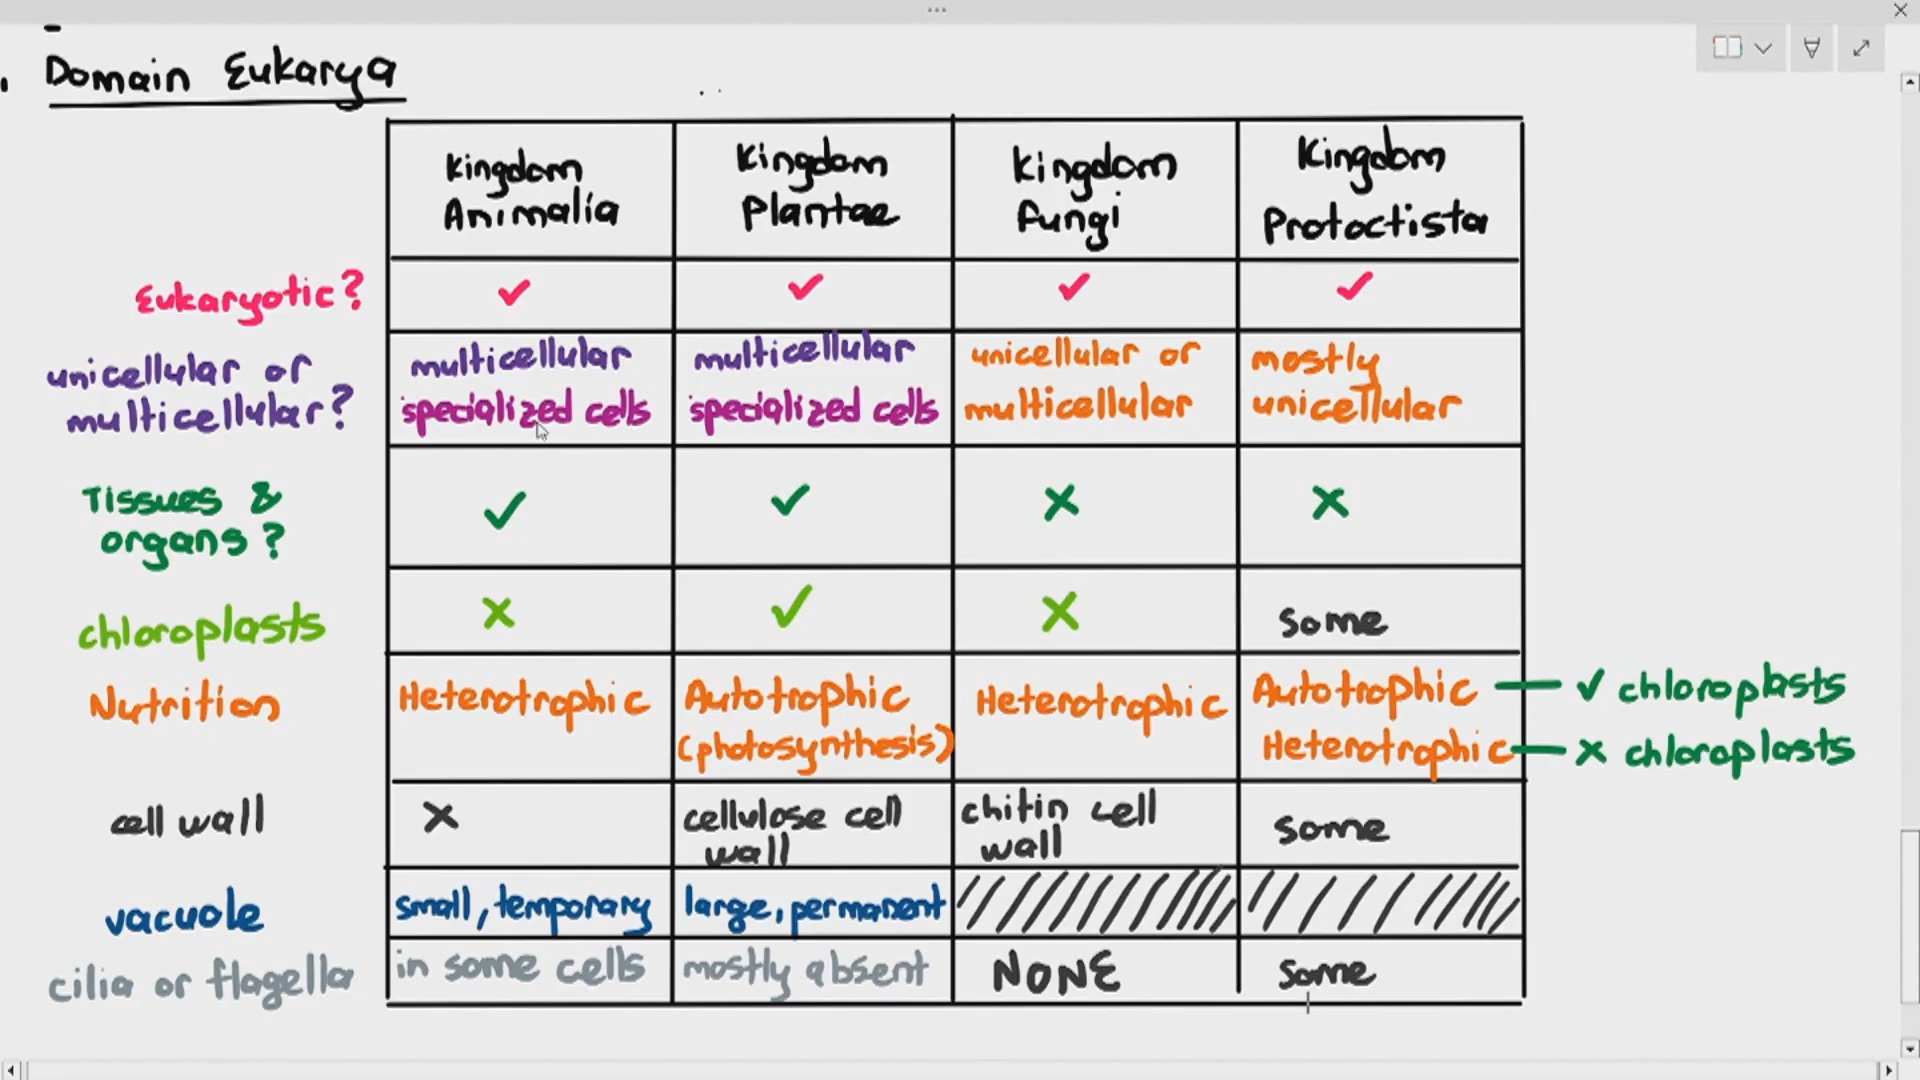 Domain Eukarya
Kingdom Animalia
Kingdom Plantae
Kingdom Fungi
Kingdom Protoctista
Eukaryotic? ✓ ✓ ✓ ✓
unicellular or multicellular?
multicellular
specialized cells
multicellular
specialized cells
unicellular or
multicellular
mostly
unicellular
Tissues &
organs? ✓ ✓ ✗ ✗
chloroplasts ✗ ✓ ✗ some
Nutrition
Heterotrophic
Autotrophic
(photosynthesis)
Heterotrophic
Autotrophic — ✓ chloroplasts
Heterotrophic — ✗ chloroplasts
cell wall
✗
cellulose cell
wall
chitin cell
wall
some
vacuole
small, temporary
large, permanent
cilia or flagella
in some cells
mostly absent
NONE
some